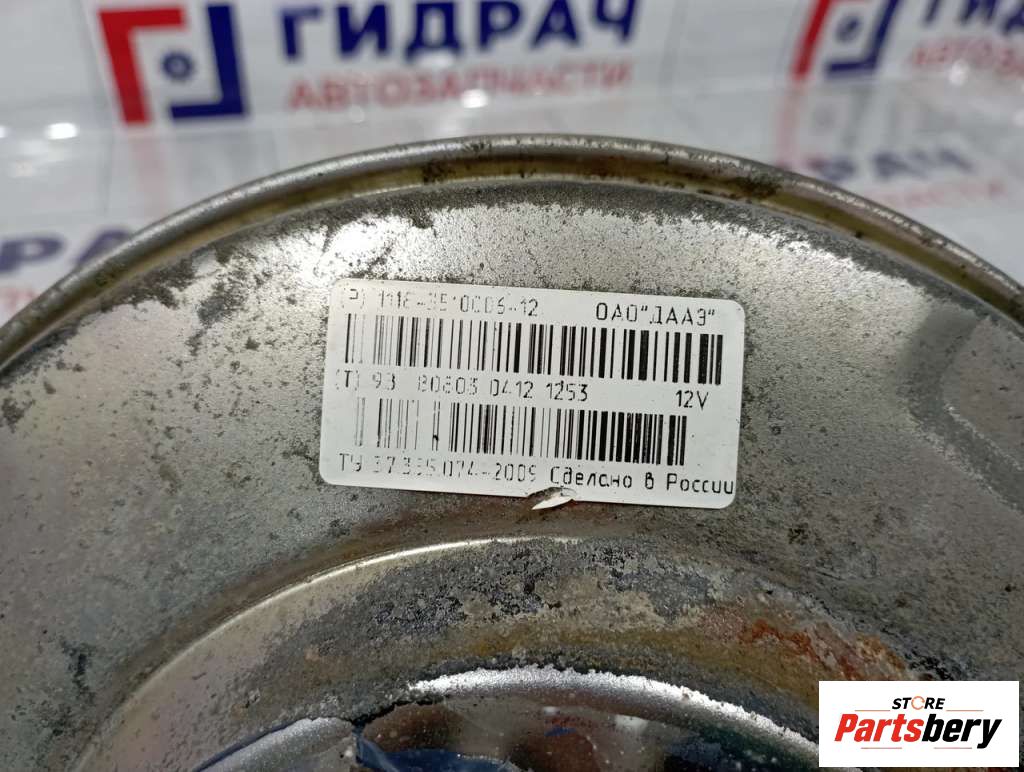 ГИДРАЧ
АВТОЗАПЧАСТИ
РАЧ
(P) 1118-3510006-12 ОАО"ДААЗ"
(T) 93 80603 0412 1253 12V
ТУ 37.335.074-2009 Сделано в России
STORE
Partsbery